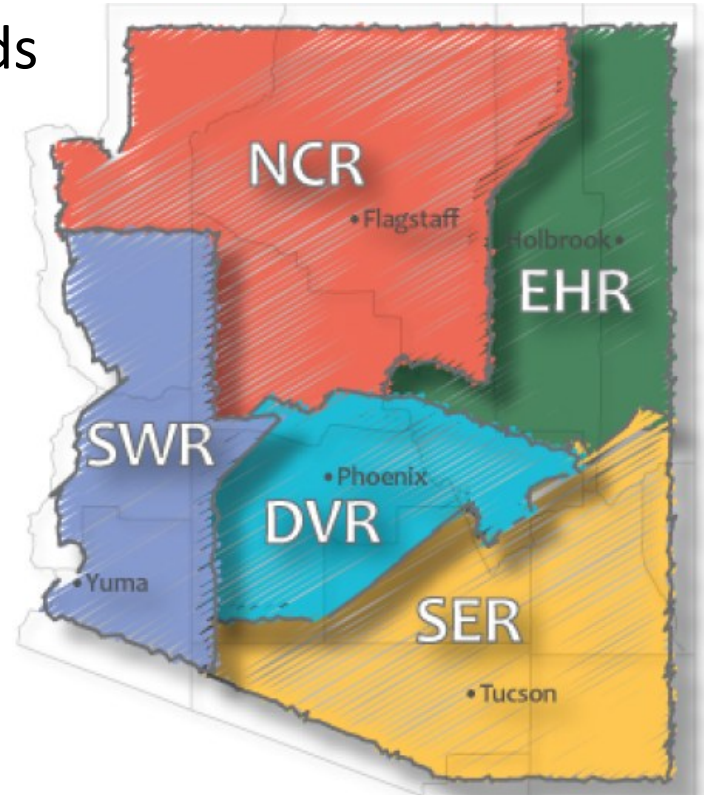 ds
NCR
Flagstaff
Holbrook
EHR
SWR
Phoenix
DVR
Yuma
SER
Tucson